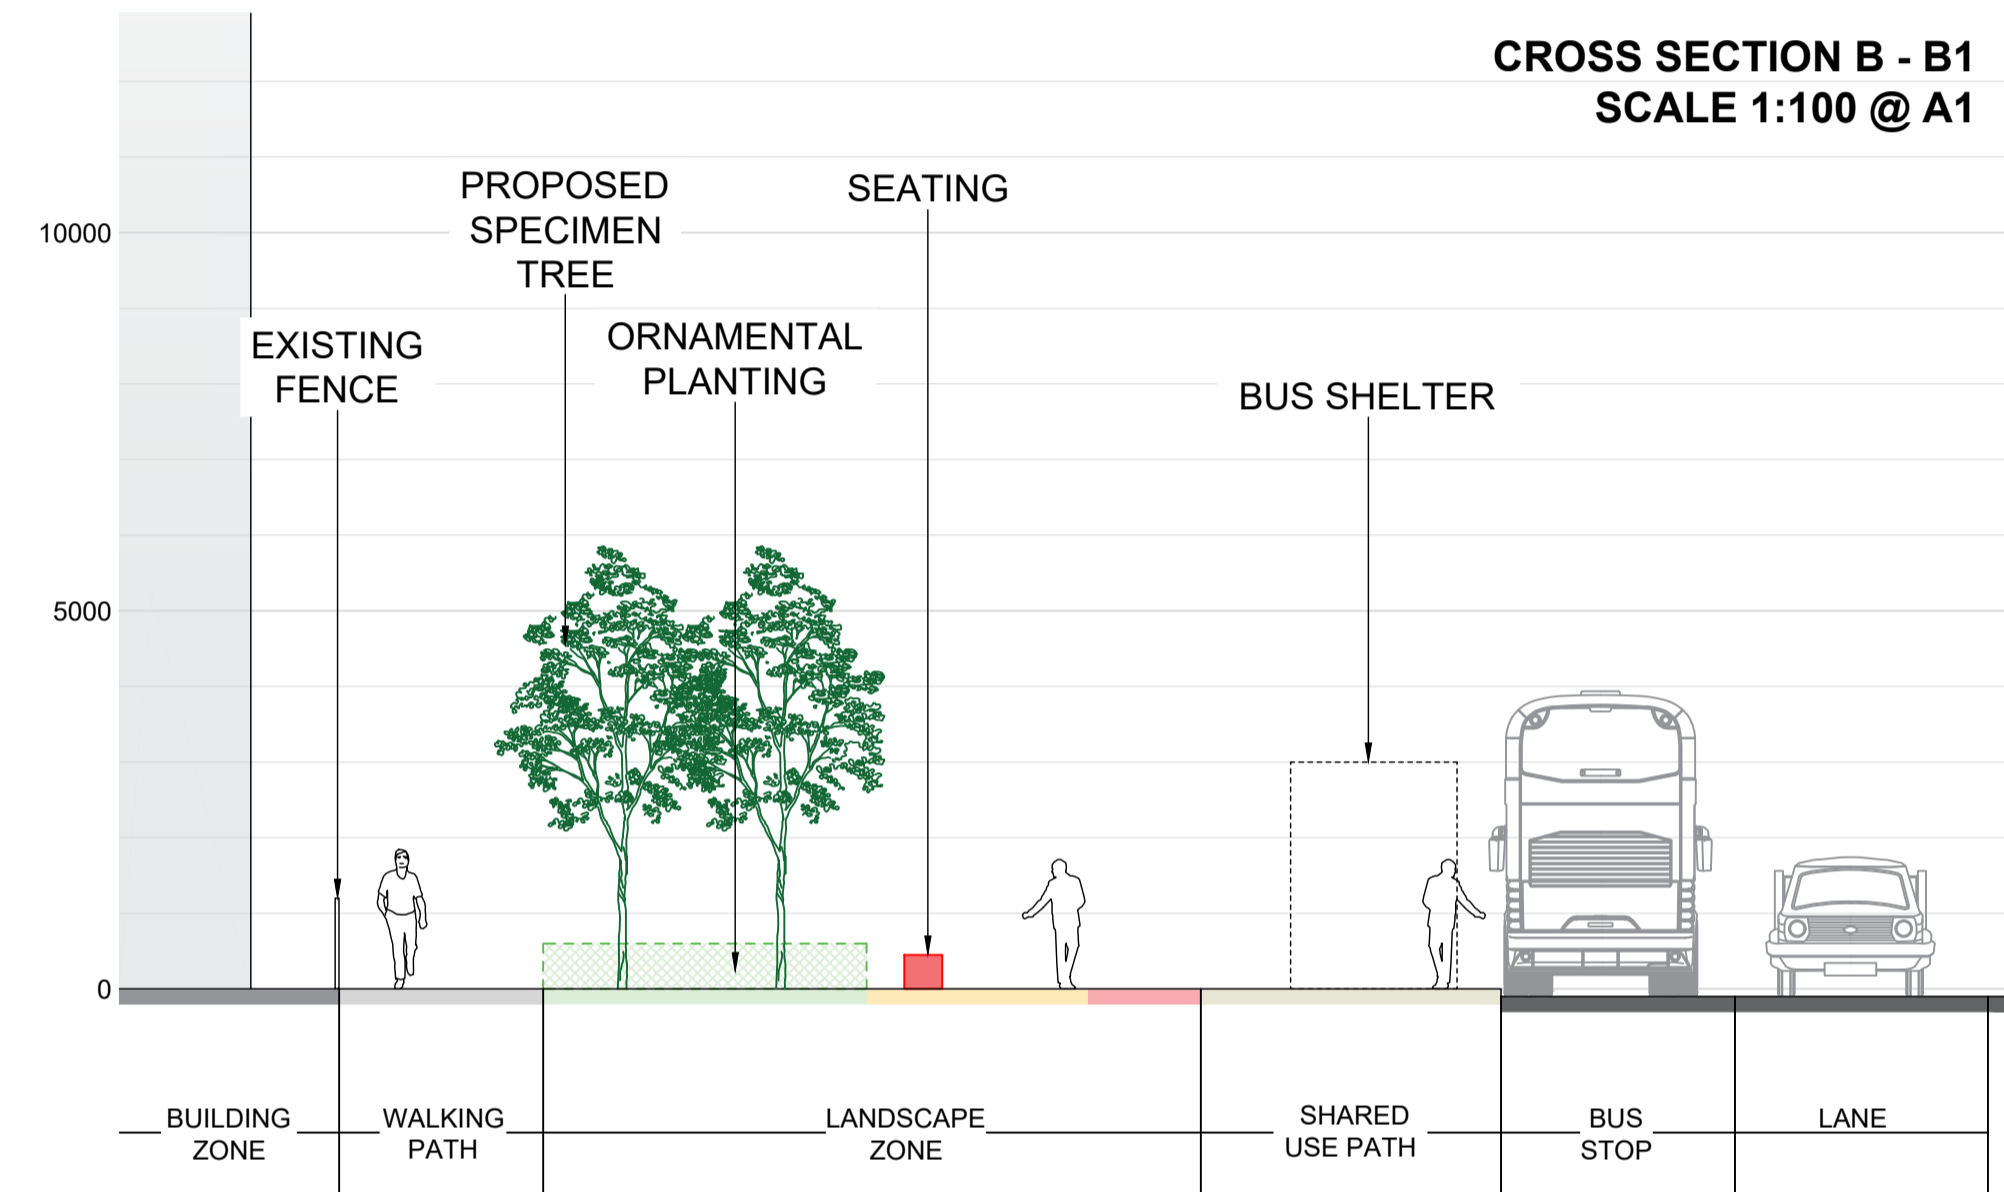 CROSS SECTION B - B1
SCALE 1:100 @ A1
PROPOSED
SPECIMEN
TREE
SEATING
10000
EXISTING
FENCE
ORNAMENTAL
PLANTING
BUS SHELTER
5000
0
BUILDING
ZONE
WALKING
PATH
LANDSCAPE
ZONE
SHARED
USE PATH
BUS
STOP
LANE